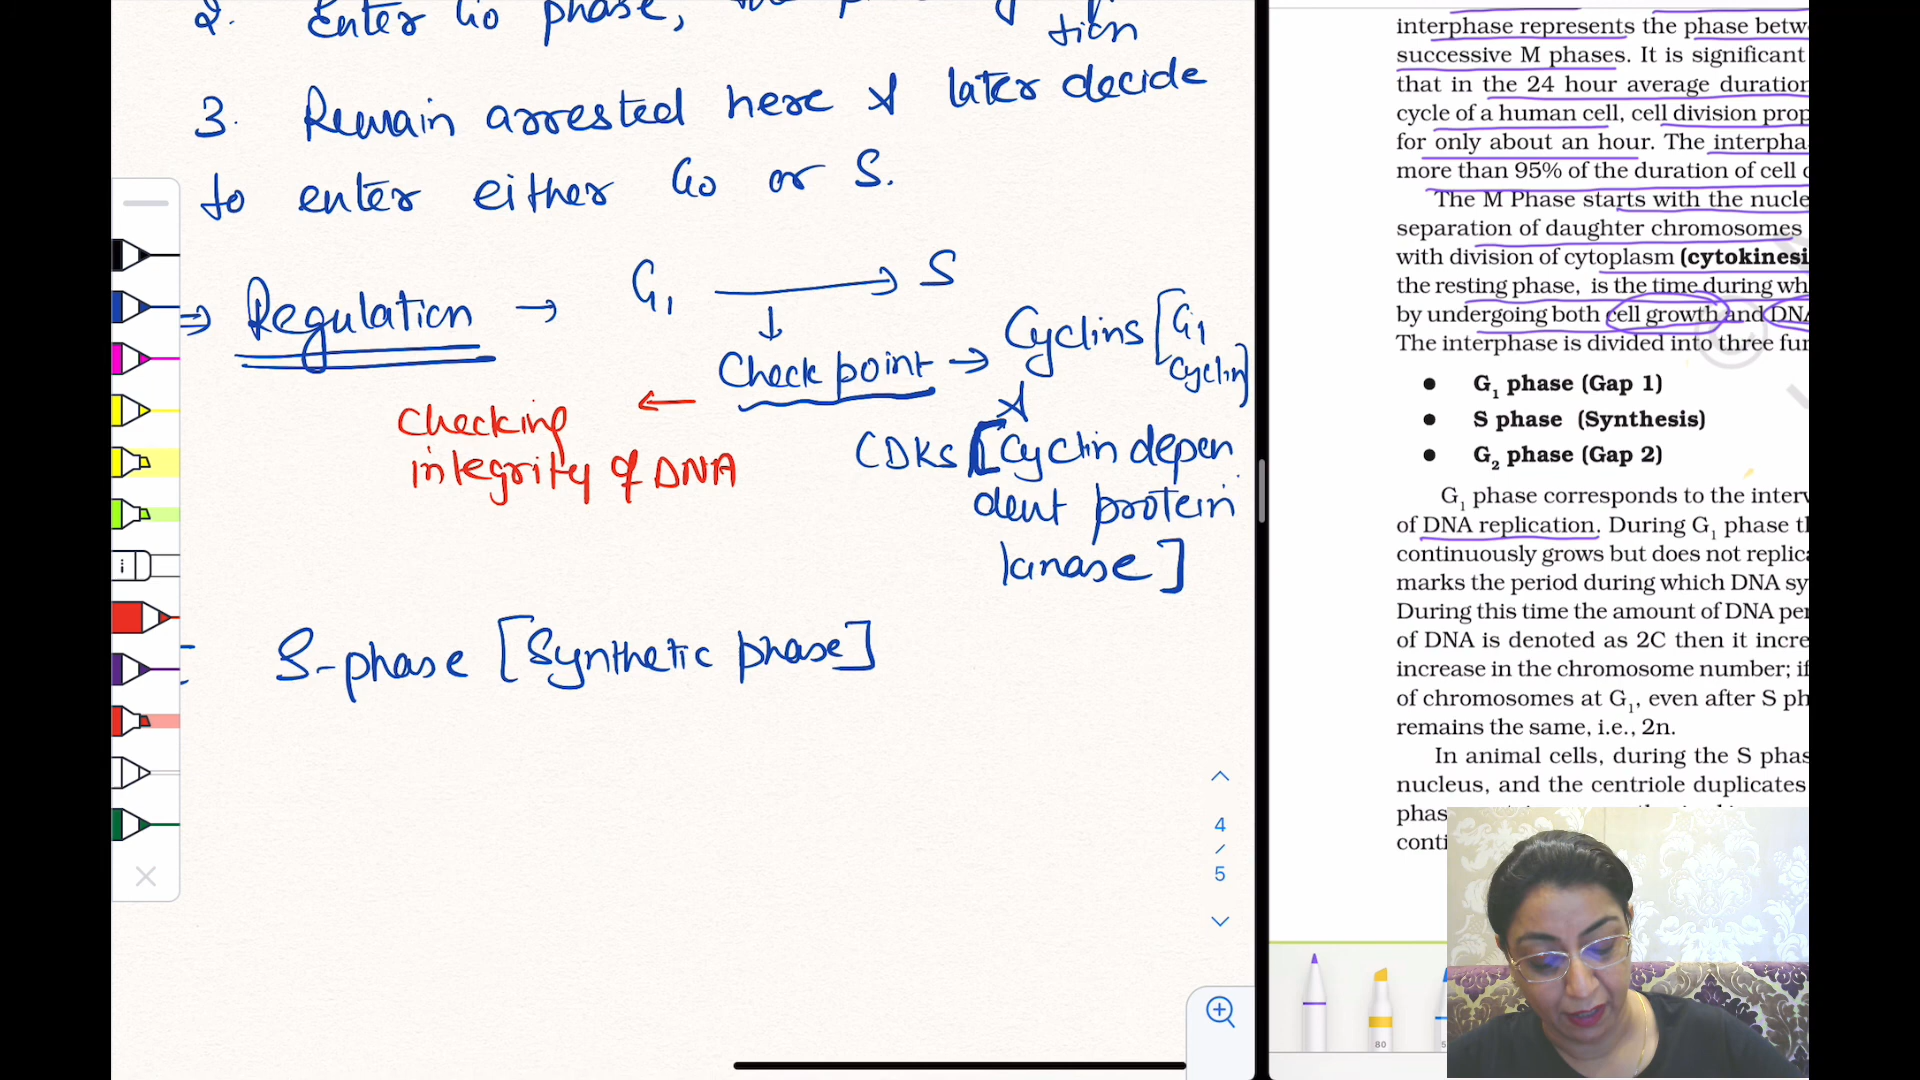 2. Enter G0 phase,
tion
3. Remain arrested here & later decide
to enter either G0 or S.
⇒ Regulation → G1 → S
↓
Check point → Cyclins [G1
cyclin]
&
← CDKs [Cyclin depen
Checking
integrity of DNA
dent protein
kinase]
S-phase [Synthetic phase]
4
/
5
interphase represents the phase betw
successive M phases. It is significant
that in the 24 hour average duration
cycle of a human cell, cell division prop
for only about an hour. The interpha
more than 95% of the duration of cell c
The M Phase starts with the nucle
separation of daughter chromosomes
with division of cytoplasm (cytokinesi
the resting phase, is the time during wh
by undergoing both cell growth and DNA
The interphase is divided into three fur
● G1 phase (Gap 1)
● S phase (Synthesis)
● G2 phase (Gap 2)
G1 phase corresponds to the interv
of DNA replication. During G1 phase th
continuously grows but does not replica
marks the period during which DNA sy
During this time the amount of DNA per
of DNA is denoted as 2C then it incre
increase in the chromosome number; if
of chromosomes at G1, even after S ph
remains the same, i.e., 2n.
In animal cells, during the S phas
nucleus, and the centriole duplicates
phas
conti
80
5